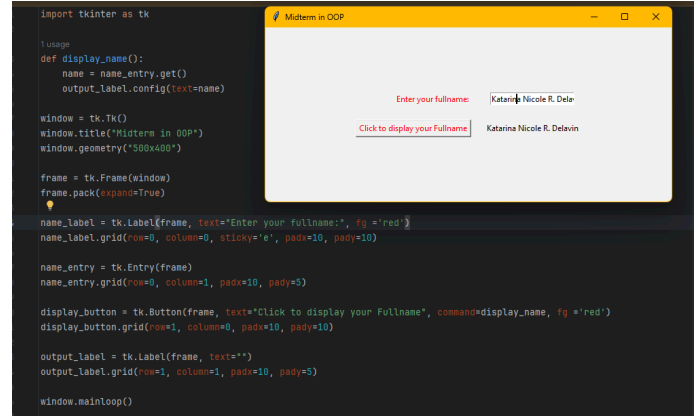 import tkinter as tk
Midterm in OOP
1 usage
def display_name():
name = name_entry.get()
output_label.config(text=name)
window = tk.Tk()
window.title("Midterm in OOP")
window.geometry("500x400")
frame = tk.Frame(window)
frame.pack(expand=True)
name_label = tk.Label(frame, text="Enter your fullname:", fg ='red')
name_label.grid(row=0, column=0, sticky='e', padx=10, pady=10)
name_entry = tk.Entry(frame)
name_entry.grid(row=0, column=1, padx=10, pady=5)
display_button = tk.Button(frame, text="Click to display your Fullname", command=display_name, fg ='red')
display_button.grid(row=1, column=0, padx=10, pady=10)
output_label = tk.Label(frame, text="")
output_label.grid(row=1, column=1, padx=10, pady=5)
window.mainloop()
Enter your fullname:
Katarina Nicole R. Delav
Click to display your Fullname
Katarina Nicole R. Delavin